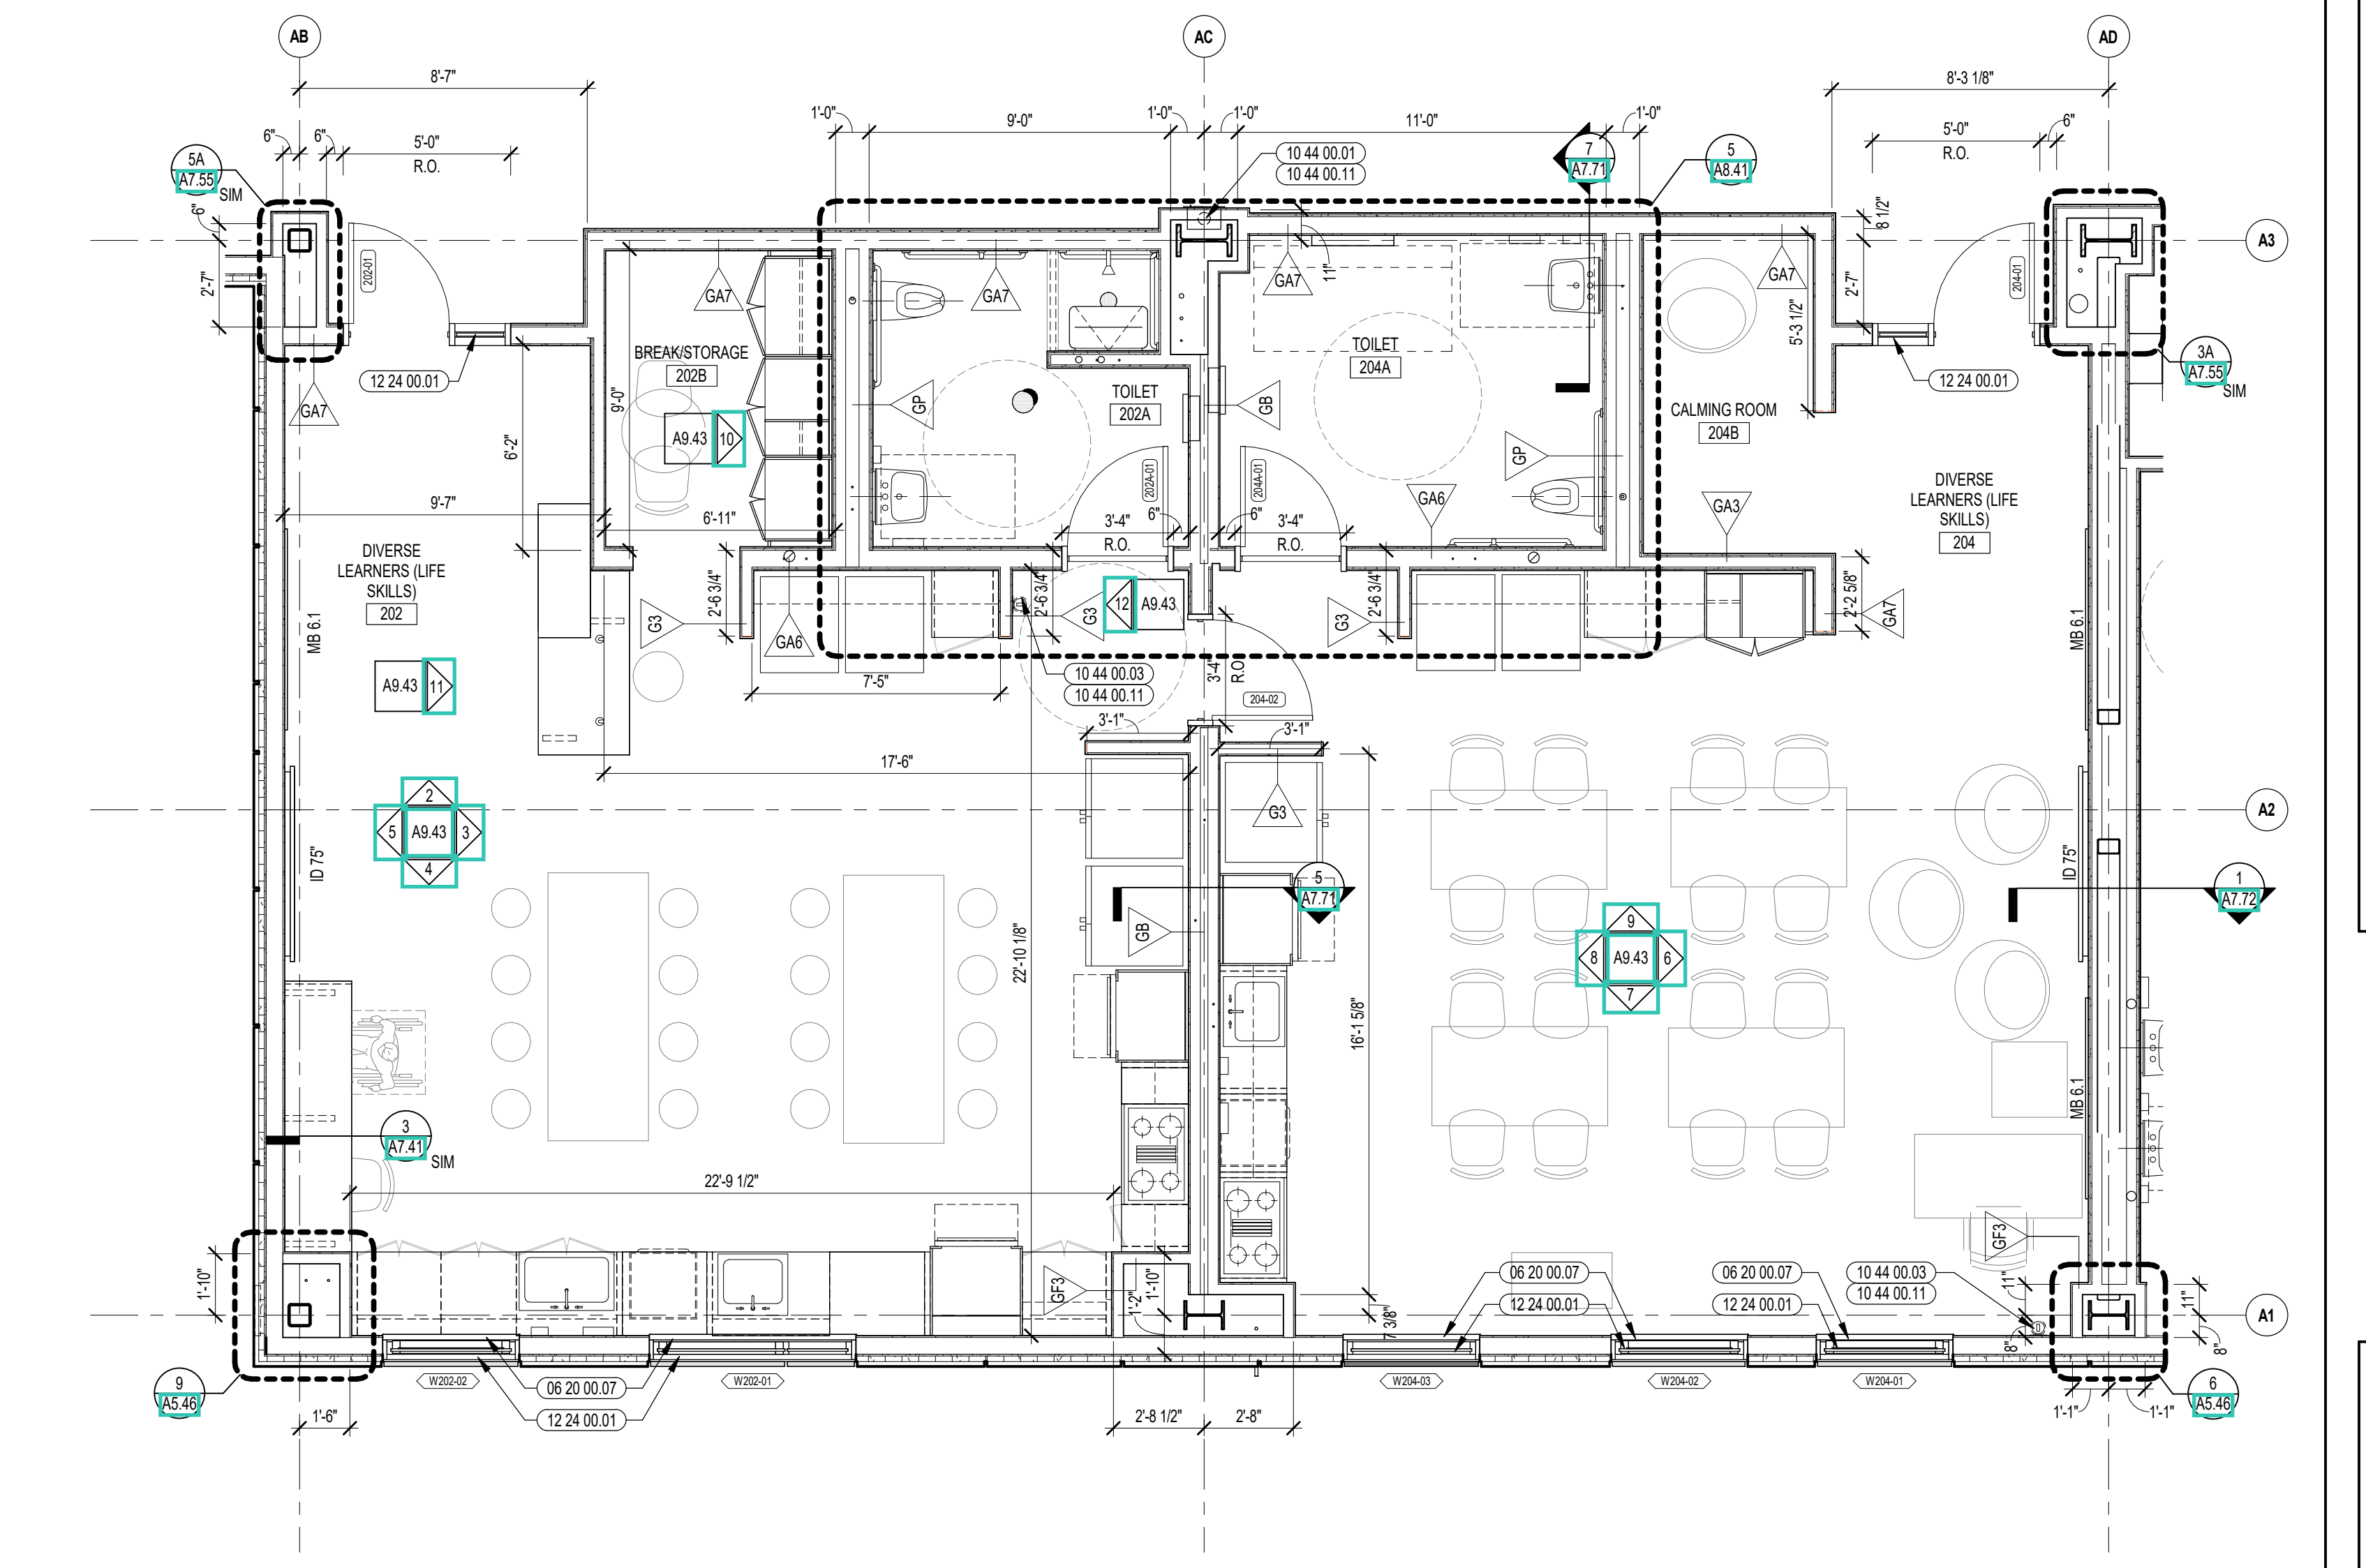 AB
AC
AD
8'-7"
8'-3 1/8"
1'-0"
9'-0"
1'-0"
1'-0"
11'-0"
1'-0"
6"
6"
5'-0"
R.O.
5'-0"
R.O.
6"
5A
A7.55
SIM
10 44 00.01
10 44 00.11
7
A7.71
5
A8.41
6"
2'-7"
202-01
8 1/2"
A3
2'-7"
204-01
GA7
GA7
GA7
11"
GA7
5'-3 1/2"
BREAK/STORAGE
202B
TOILET
204A
3A
A7.55
SIM
12 24 00.01
12 24 00.01
GA7
9'-0"
GP
TOILET
202A
GB
CALMING ROOM
204B
A9.43
10
6'-2"
GP
202A-01
204A-01
GA6
GA3
DIVERSE
LEARNERS (LIFE
SKILLS)
204
9'-7"
6'-11"
3'-4"
R.O.
6"
6"
3'-4"
R.O.
DIVERSE
LEARNERS (LIFE
SKILLS)
202
MB 6.1
2'-6 3/4"
2'-6 3/4"
2'-6 3/4"
2'-2 5/8"
G3
GA6
G3
12
A9.43
G3
GA7
MB 6.1
A9.43
11
10 44 00.03
10 44 00.11
7'-5"
3'-4"
R.O.
204-02
3'-1"
3'-1"
17'-6"
2
5
A9.43
3
4
ID 75"
G3
A2
ID 75"
5
A7.71
1
A7.72
GB
22'-10 1/8"
9
8
A9.43
6
7
16'-1 5/8"
MB 6.1
3
A7.41
SIM
22'-9 1/2"
GF3
1'-10"
GF3
1'-2"
1'-10"
7 3/8"
06 20 00.07
12 24 00.01
06 20 00.07
12 24 00.01
10 44 00.03
10 44 00.11
11"
8"
11"
8"
A1
W202-02
W202-01
W204-03
W204-02
W204-01
06 20 00.07
12 24 00.01
9
A5.46
6
A5.46
1'-6"
2'-8 1/2"
2'-8"
1'-1"
1'-1"